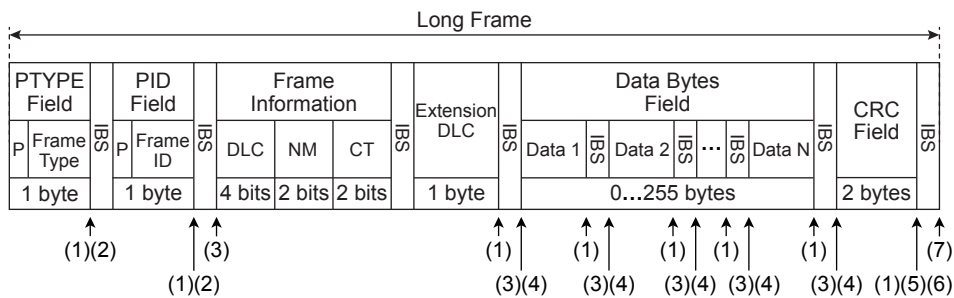 Long Frame
PTYPE Field
IBS
PID Field
IBS
Frame Information
IBS
Extension DLC
IBS
Data Bytes Field
IBS
CRC Field
IBS
P
Frame Type
P
Frame ID
DLC
NM
CT
Data 1
IBS
Data 2
IBS
...
IBS
Data N
1 byte
1 byte
4 bits
2 bits
2 bits
1 byte
0...255 bytes
2 bytes
(1)(2)
(3)
(1)
(1)
(1)
(1)
(1)
(7)
(1)(2)
(3)(4)
(3)(4)
(3)(4)
(3)(4)
(3)(4)
(1)(5)(6)